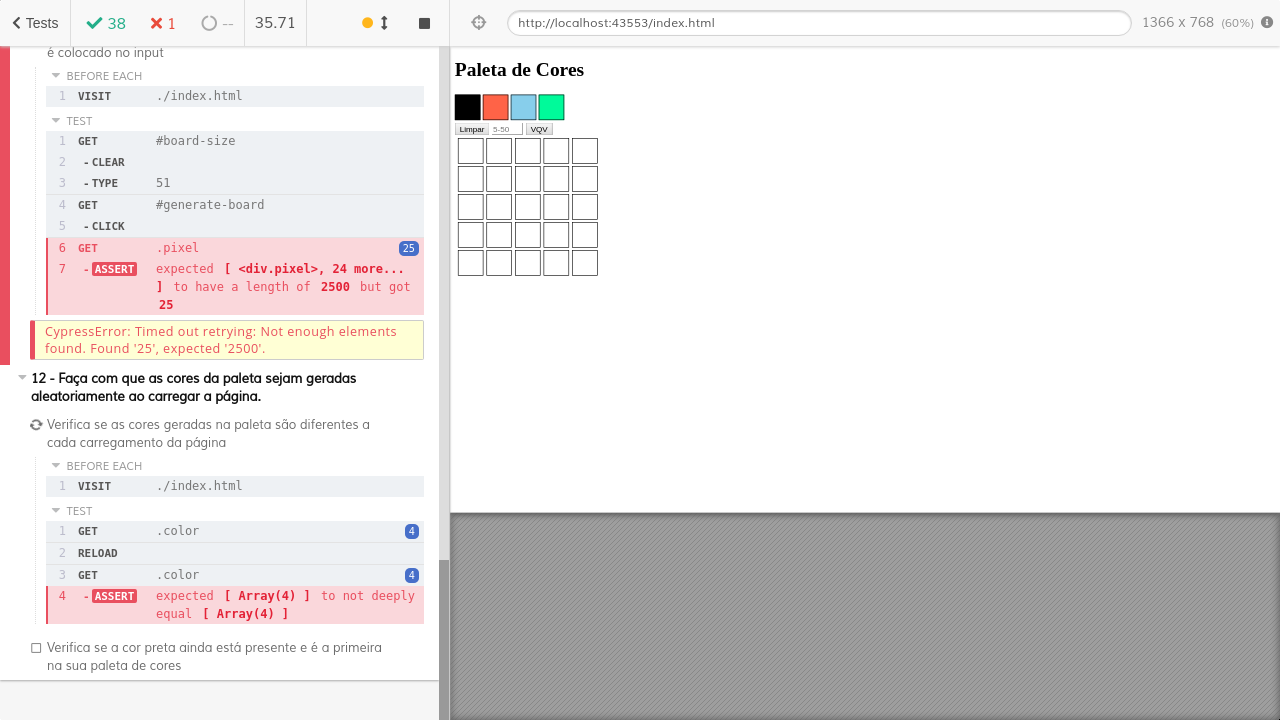 Tests
38
1
--
35.71
http://localhost:43553/index.html
1366 x 768 (60%)
é colocado no input
BEFORE EACH
1 VISIT ./index.html
TEST
1 GET #board-size
2 - CLEAR
3 - TYPE 51
4 GET #generate-board
5 - CLICK
6 GET .pixel 25
7 - ASSERT expected [ <div.pixel>, 24 more...
] to have a length of 2500 but got
25
CypressError: Timed out retrying: Not enough elements
found. Found '25', expected '2500'.
12 - Faça com que as cores da paleta sejam geradas
aleatoriamente ao carregar a página.
Verifica se as cores geradas na paleta são diferentes a
cada carregamento da página
BEFORE EACH
1 VISIT ./index.html
TEST
1 GET .color 4
2 RELOAD
3 GET .color 4
4 - ASSERT expected [ Array(4) ] to not deeply
equal [ Array(4) ]
Verifica se a cor preta ainda está presente e é a primeira
na sua paleta de cores
Paleta de Cores
Limpar 5-50 VQV